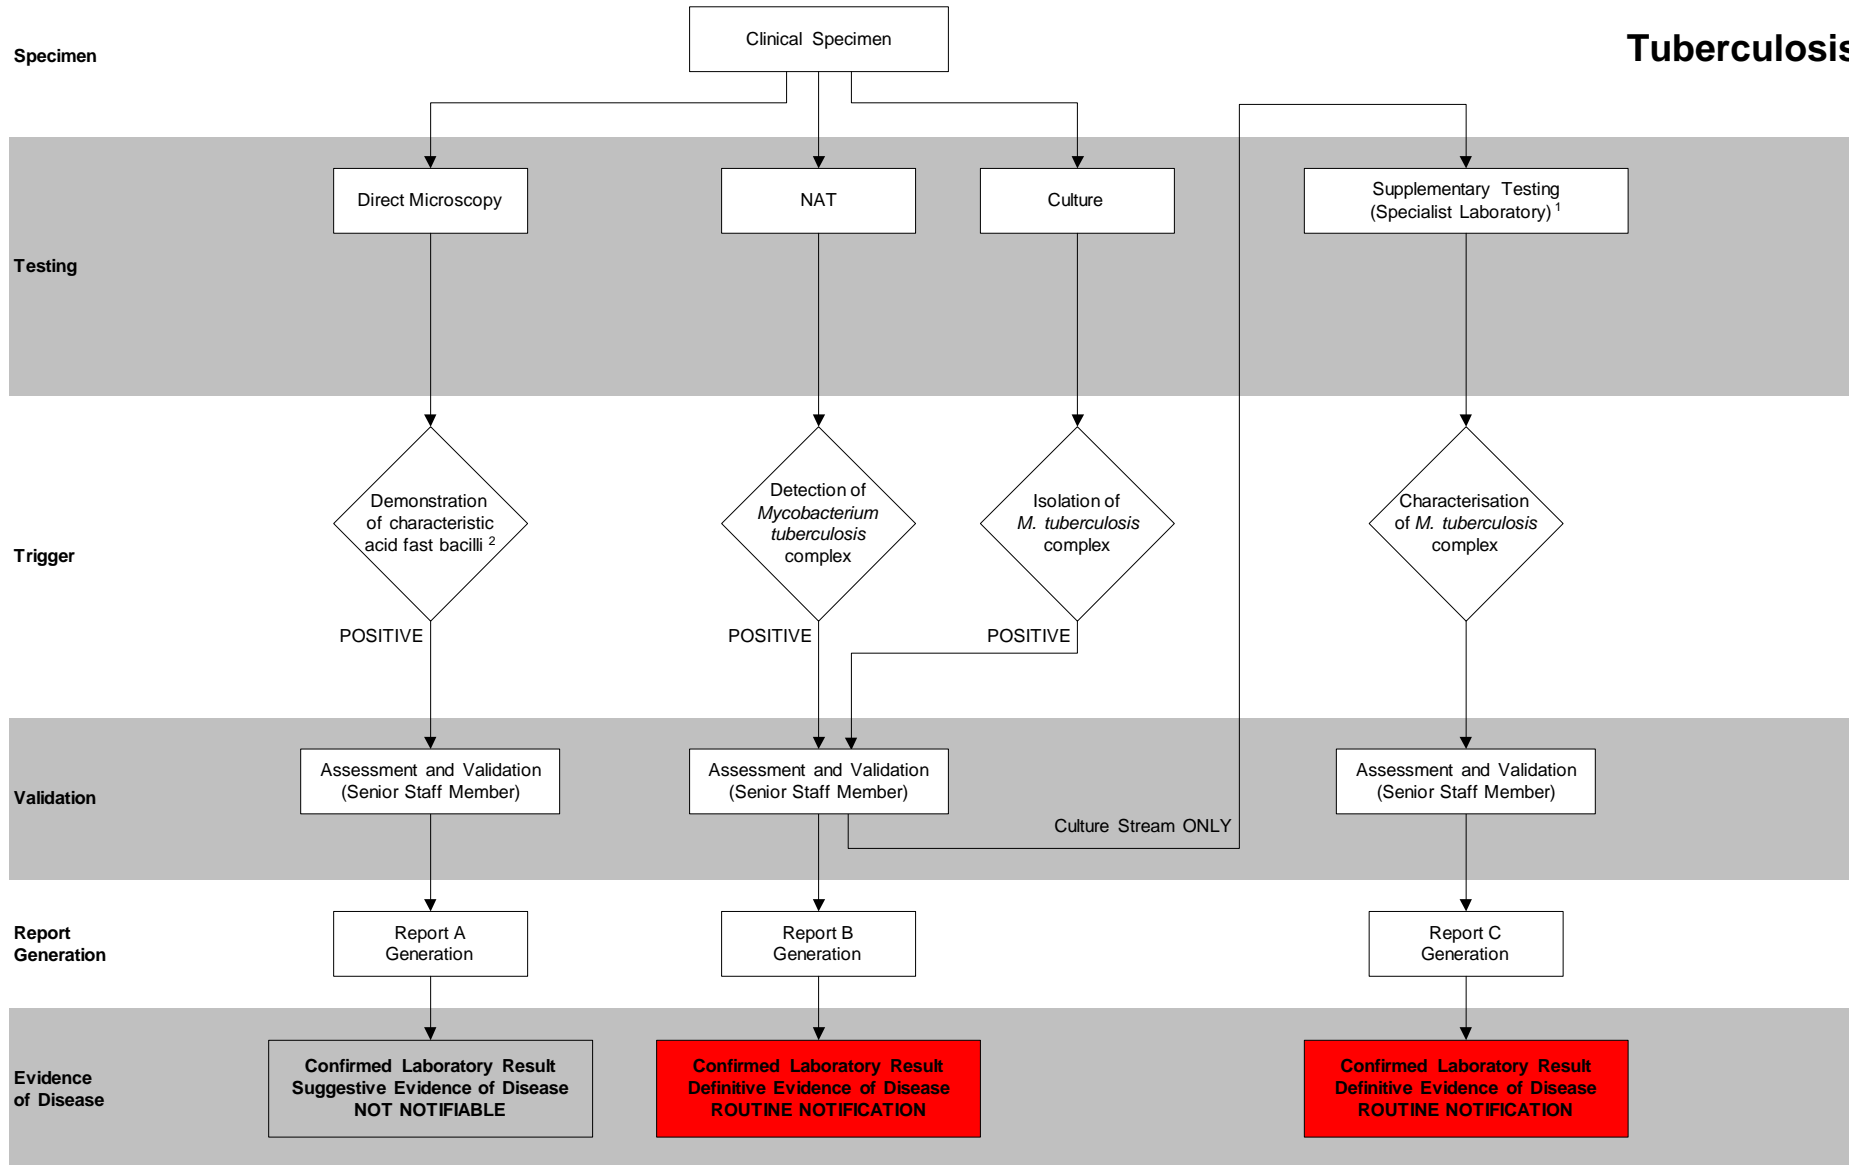 Specimen
Clinical Specimen
Tuberculosis
Testing
Direct Microscopy
NAT
Culture
Supplementary Testing
(Specialist Laboratory) 1
Trigger
Demonstration
of characteristic
acid fast bacilli 2
Detection of
Mycobacterium
tuberculosis
complex
Isolation of
M. tuberculosis
complex
Characterisation
of M. tuberculosis
complex
POSITIVE
POSITIVE
POSITIVE
Validation
Assessment and Validation
(Senior Staff Member)
Assessment and Validation
(Senior Staff Member)
Assessment and Validation
(Senior Staff Member)
Culture Stream ONLY
Report
Generation
Report A
Generation
Report B
Generation
Report C
Generation
Evidence
of Disease
Confirmed Laboratory Result
Suggestive Evidence of Disease
NOT NOTIFIABLE
Confirmed Laboratory Result
Definitive Evidence of Disease
ROUTINE NOTIFICATION
Confirmed Laboratory Result
Definitive Evidence of Disease
ROUTINE NOTIFICATION